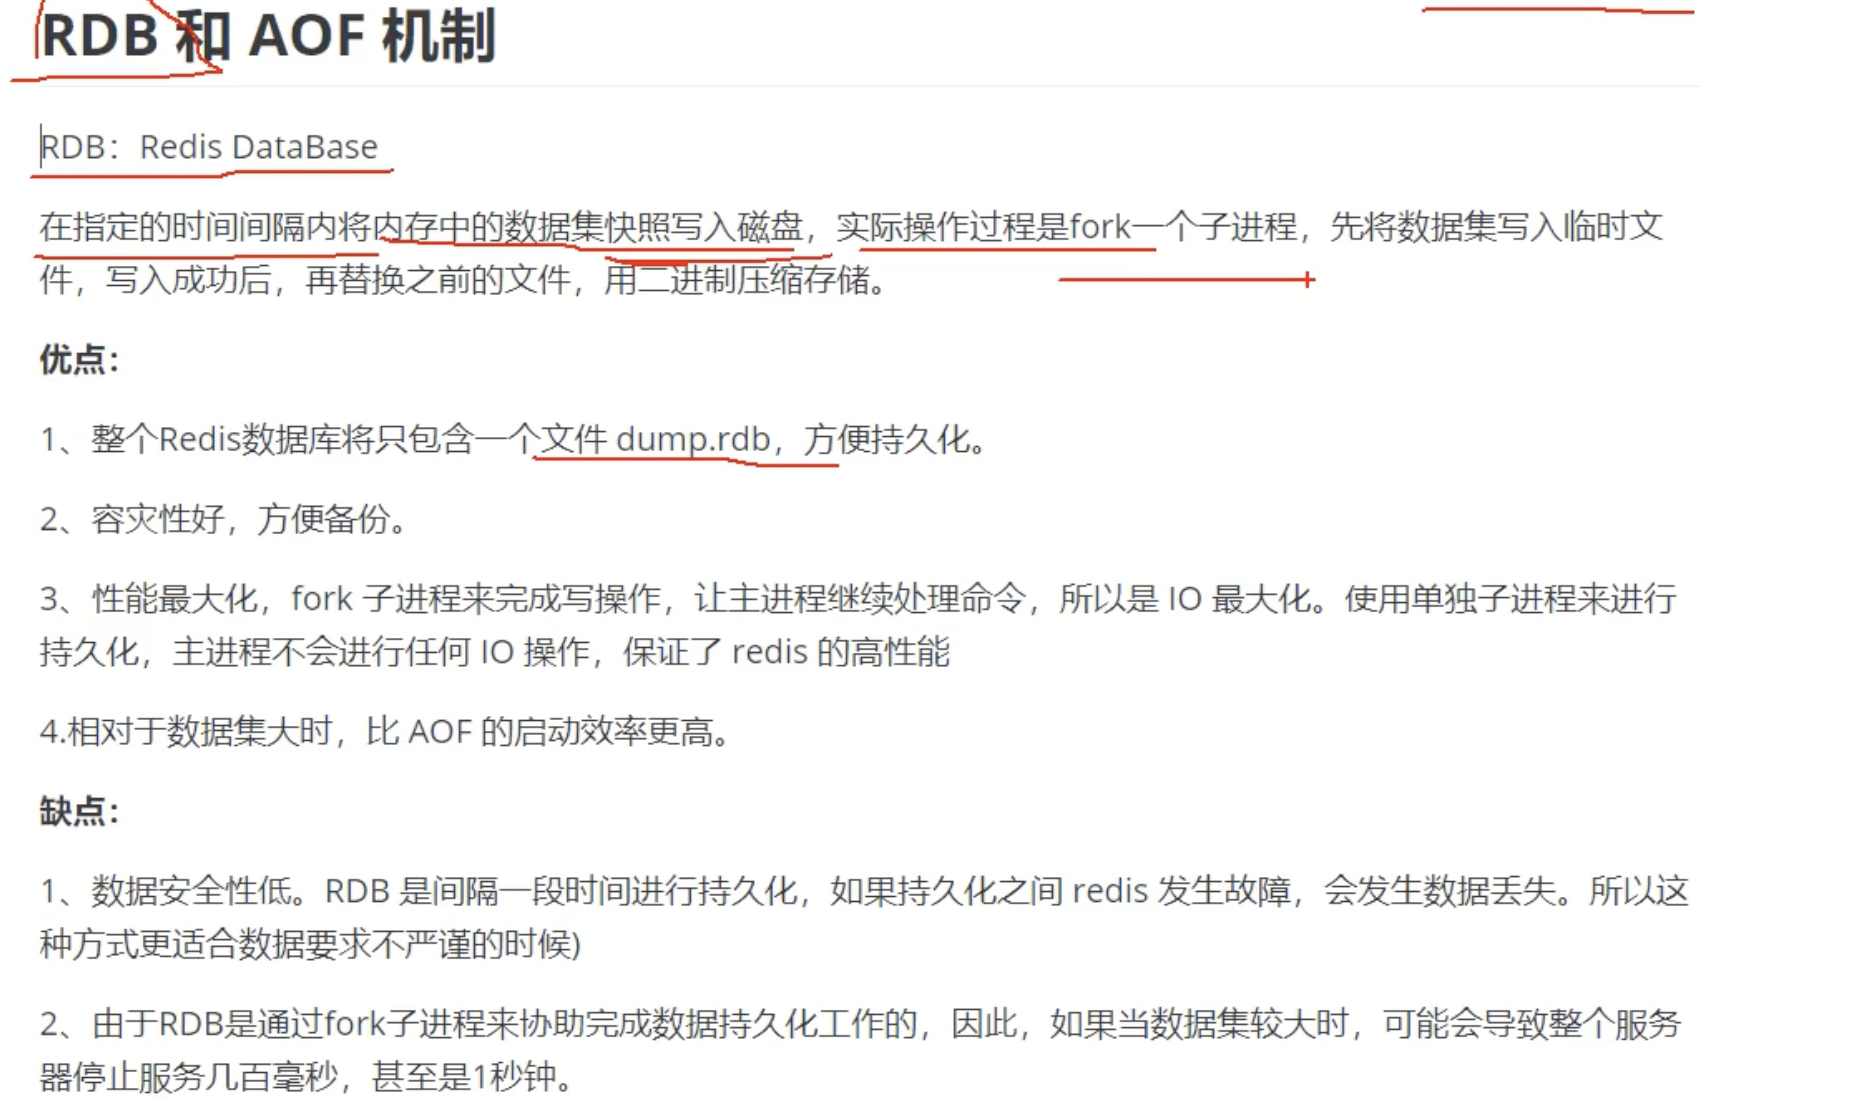 RDB 和 AOF 机制
RDB：Redis DataBase
在指定的时间间隔内将内存中的数据集快照写入磁盘，实际操作过程是fork一个子进程，先将数据集写入临时文
件，写入成功后，再替换之前的文件，用二进制压缩存储。
优点：
1、整个Redis数据库将只包含一个文件 dump.rdb，方便持久化。
2、容灾性好，方便备份。
3、性能最大化，fork 子进程来完成写操作，让主进程继续处理命令，所以是 IO 最大化。使用单独子进程来进行
持久化，主进程不会进行任何 IO 操作，保证了 redis 的高性能
4.相对于数据集大时，比 AOF 的启动效率更高。
缺点：
1、数据安全性低。RDB 是间隔一段时间进行持久化，如果持久化之间 redis 发生故障，会发生数据丢失。所以这
种方式更适合数据要求不严谨的时候)
2、由于RDB是通过fork子进程来协助完成数据持久化工作的，因此，如果当数据集较大时，可能会导致整个服务
器停止服务几百毫秒，甚至是1秒钟。